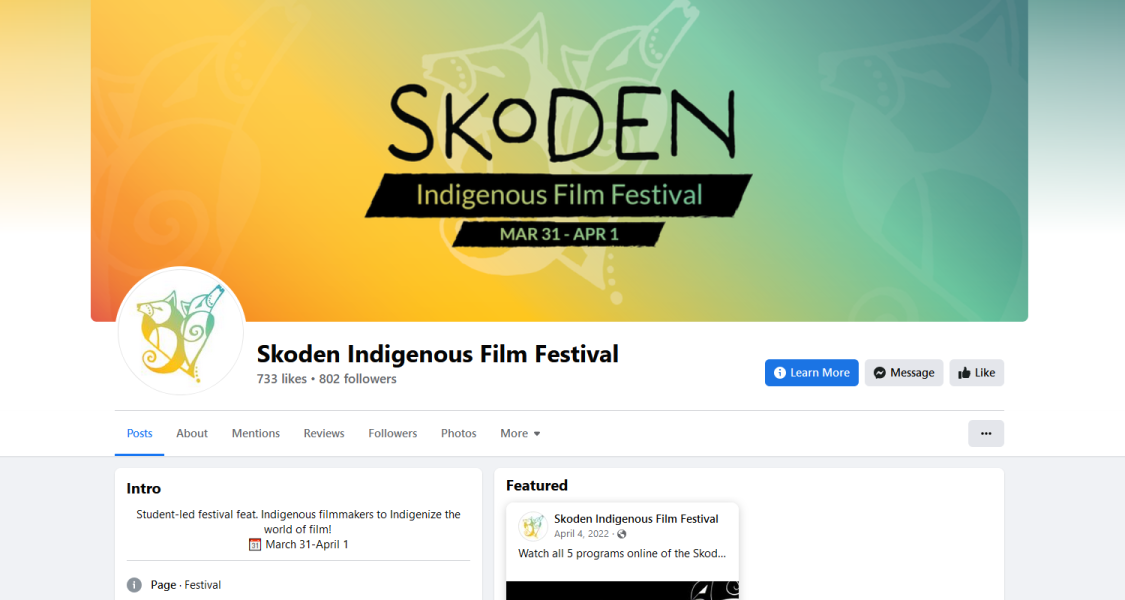 SKODEN
Indigenous Film Festival
MAR 31 - APR 1
Skoden Indigenous Film Festival
733 likes • 802 followers
Learn More
Message
Like
Posts
About
Mentions
Reviews
Followers
Photos
More
Intro
Student-led festival feat. Indigenous filmmakers to Indigenize the
world of film!
31 March 31-April 1
Page · Festival
Featured
Skoden Indigenous Film Festival
April 4, 2022 ·
Watch all 5 programs online of the Skod...